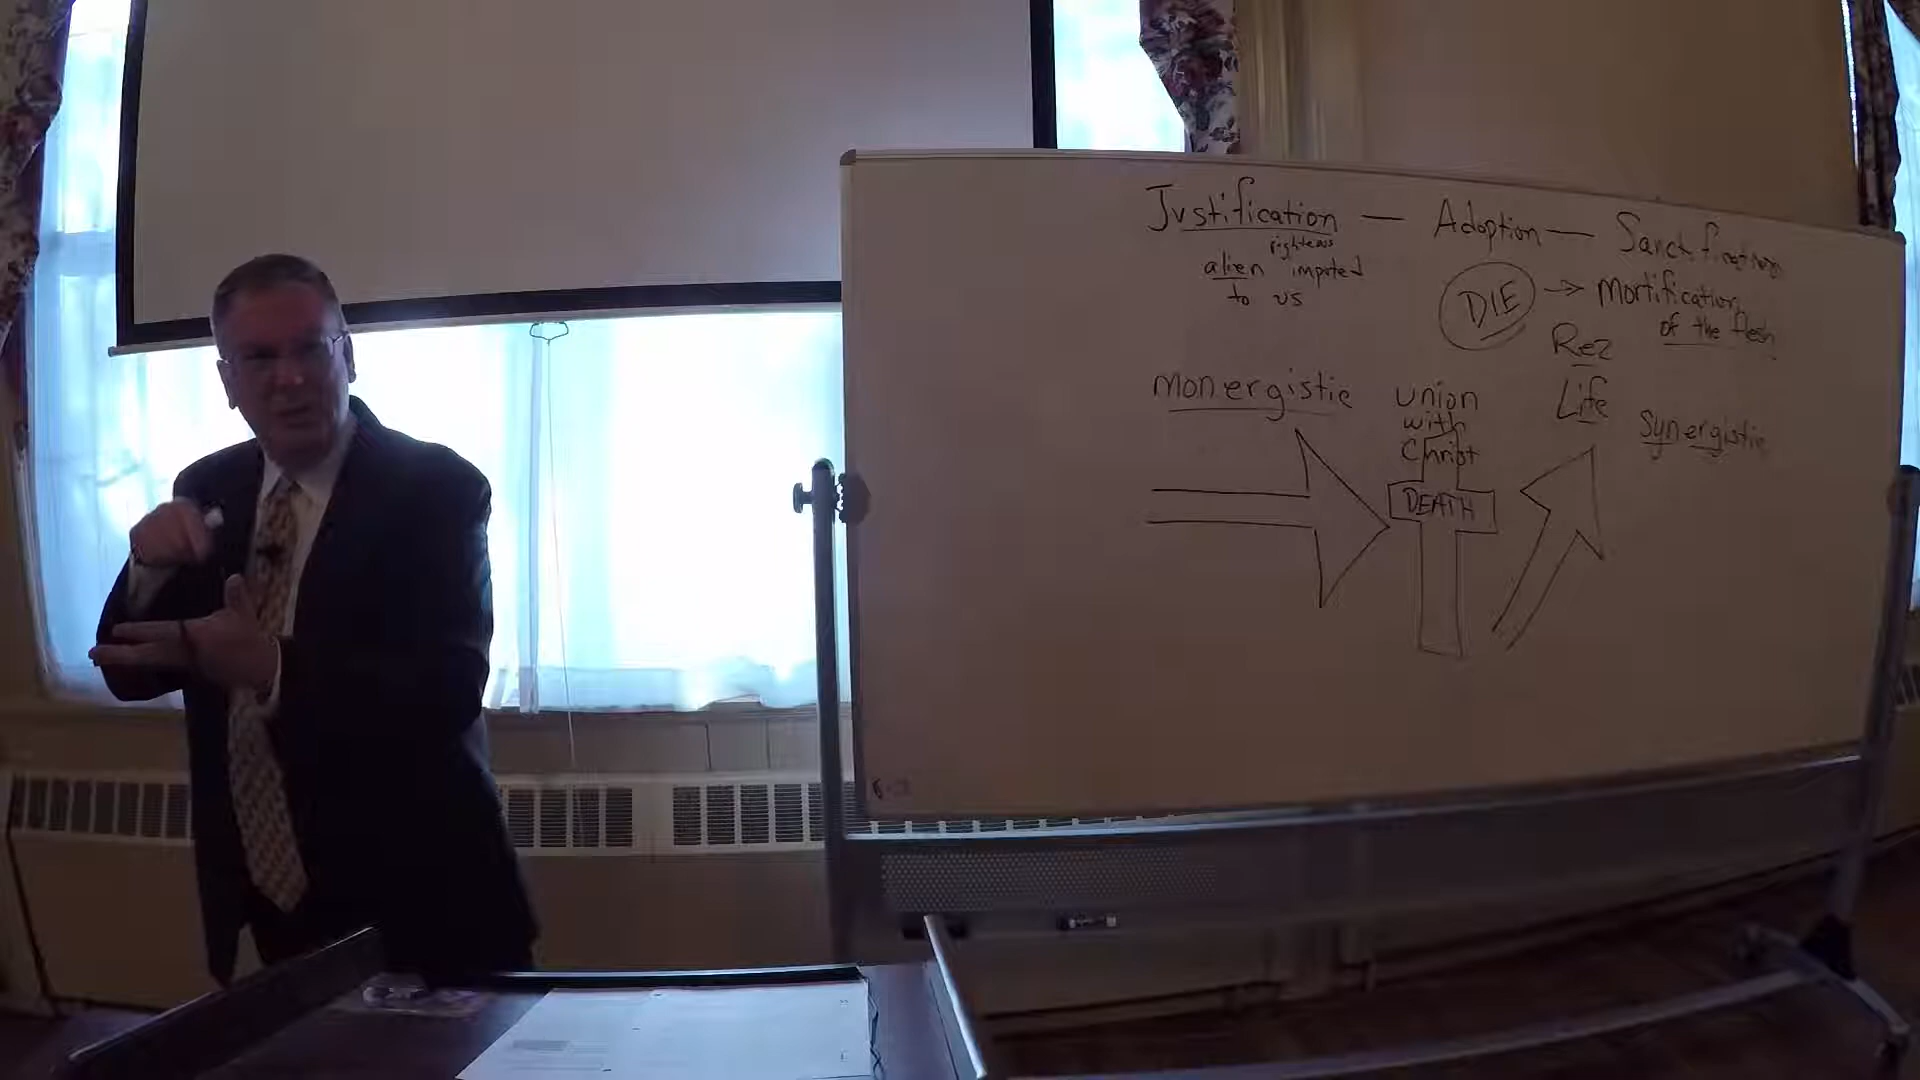 Justification — Adoption — Sanctification
righteous
alien imputed
to us
DIE → Mortification
of the flesh
Rez
Life
monergistic
union
with
Christ
Synergistic
DEATH